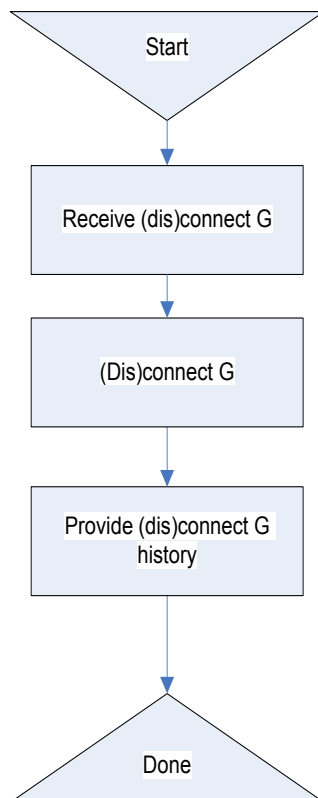 Start
Receive (dis)connect G
(Dis)connect G
Provide (dis)connect G
history
Done